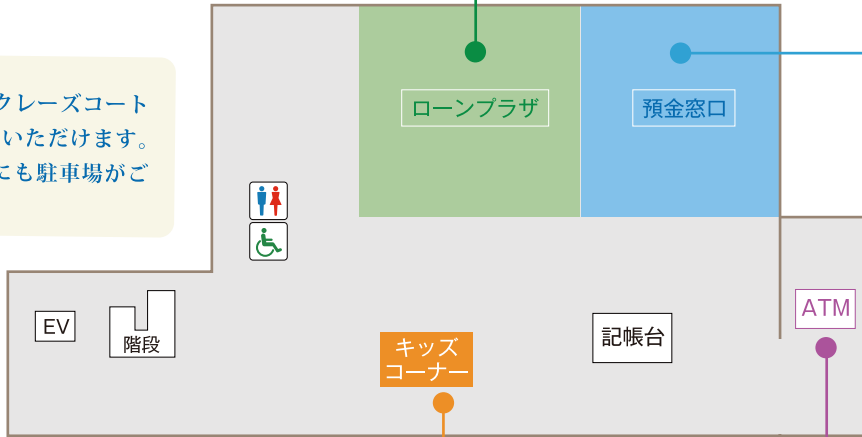 クレーズコート
いただけます。
にも駐車場がご
ローンプラザ
預金窓口
EV
階段
キッズ
コーナー
記帳台
ATM